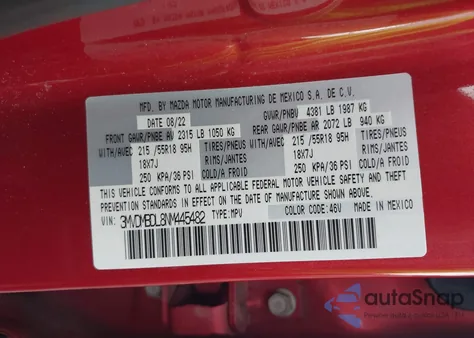 MFD. BY MAZDA MOTOR MANUFACTURING DE MEXICO S.A. DE C.V.
DATE 08/22 GVWR/PNBV 4381 LB 1987 KG
FRONT GAWR/PNBE AV 2315 LB 1050 KG REAR GAWR/PNBE AR 2072 LB 940 KG
WITH/AVEC 215 /55R18 95H TIRES/PNEUS WITH/AVEC 215 /55R18 95H TIRES/PNEUS
18X7J RIMS/JANTES 18X7J RIMS/JANTES
250 KPA/36 PSI COLD/A FROID 250 KPA/36 PSI COLD/A FROID
THIS VEHICLE CONFORMS TO ALL APPLICABLE FEDERAL MOTOR VEHICLE SAFETY AND THEFT
PREVENTION STANDARDS IN EFFECT ON THE DATE OF MANUFACTURE SHOWN ABOVE.
VIN: 3MVDMBDL8NM445482 TYPE: MPV COLOR CODE: 46V MADE IN MEXICO
autoSnap